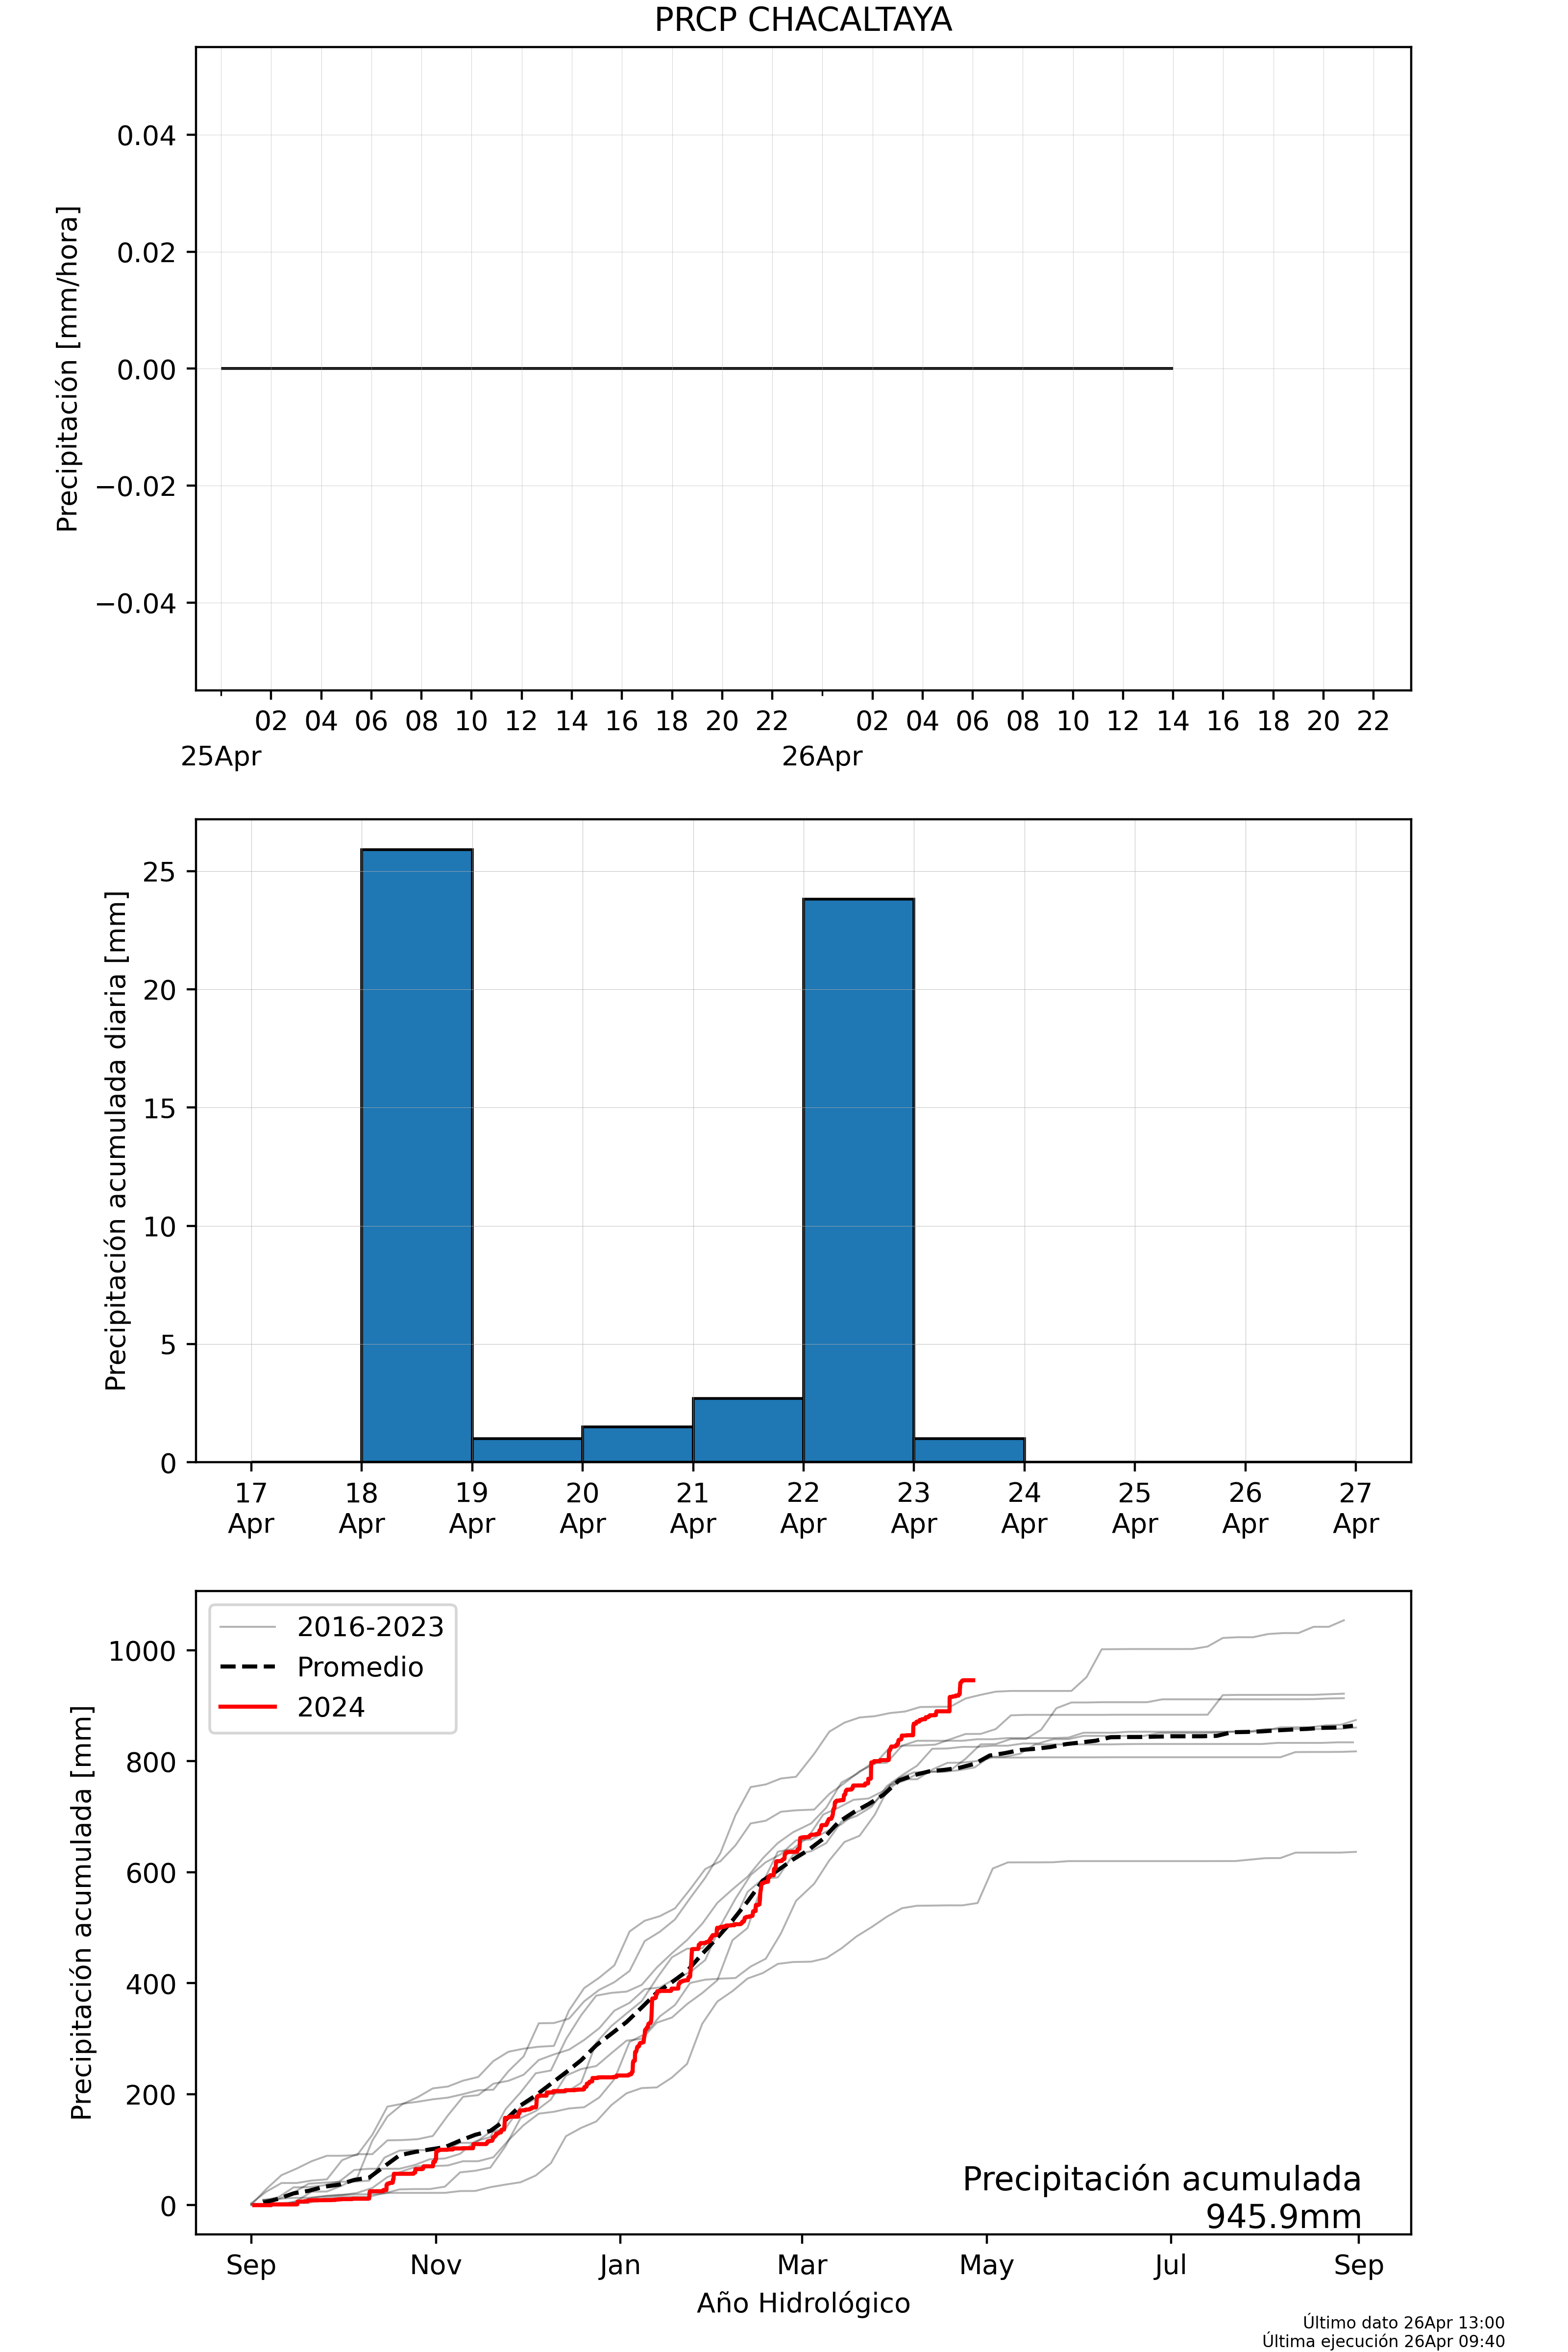 PRCP CHACALTAYA
Precipitación [mm/hora]
0.04
0.02
0.00
−0.02
−0.04
02 04 06 08 10 12 14 16 18 20 22 02 04 06 08 10 12 14 16 18 20 22
25Apr 26Apr
Precipitación acumulada diaria [mm]
25
20
15
10
5
0
17 18 19 20 21 22 23 24 25 26 27
Apr Apr Apr Apr Apr Apr Apr Apr Apr Apr Apr
Precipitación acumulada [mm]
1000
800
600
400
200
0
2016-2023
Promedio
2024
Precipitación acumulada
945.9mm
Sep Nov Jan Mar May Jul Sep
Año Hidrológico
Último dato 26Apr 13:00
Última ejecución 26Apr 09:40